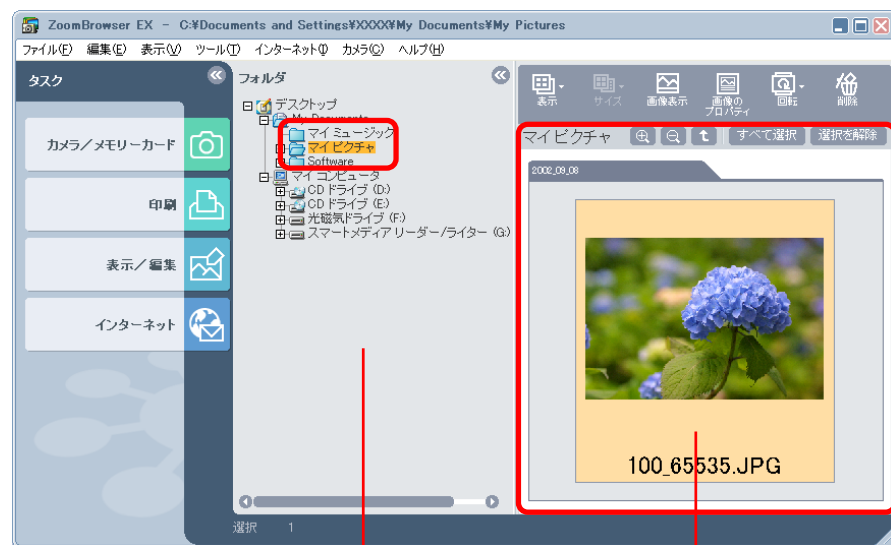 ZoomBrowser EX - C:¥Documents and Settings¥XXXX¥My Documents¥My Pictures
ファイル(F) 編集(E) 表示(V) ツール(T) インターネット(I) カメラ(C) ヘルプ(H)
タスク
カメラ/メモリーカード
印刷
表示/編集
インターネット
フォルダ
デスクトップ
My Documents
マイ ミュージック
マイ ピクチャ
Software
マイ コンピュータ
CD ドライブ (D:)
CD ドライブ (E:)
光磁気ドライブ (F:)
スマートメディア リーダー/ライター (G:)
選択 1
表示 サイズ 画像表示 画像の プロパティ 回転 削除
マイ ピクチャ すべて選択 選択を解除
2002_09_08
100_65535.JPG